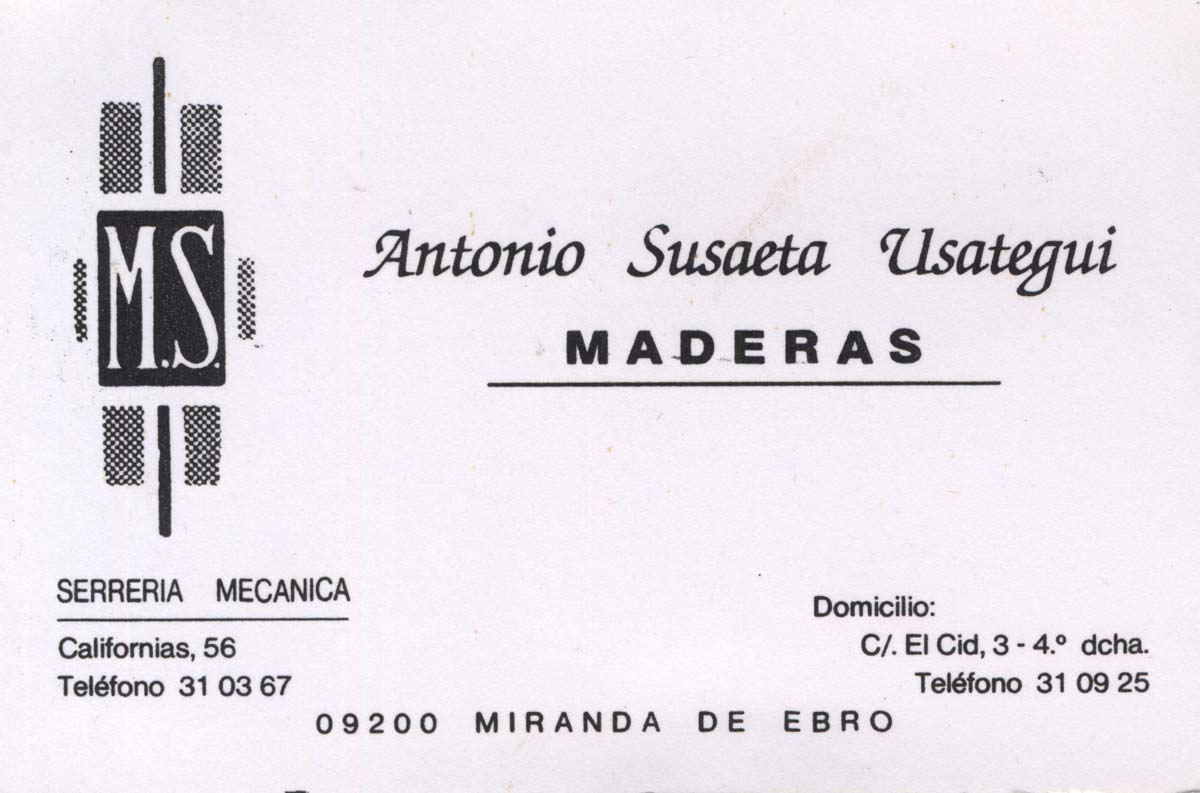 M.S.
Antonio Susaeta Usategui
MADERAS
SERRERIA MECANICA
Californias, 56
Teléfono 31 03 67
Domicilio:
C/. El Cid, 3 - 4.º dcha.
Teléfono 31 09 25
09200 MIRANDA DE EBRO